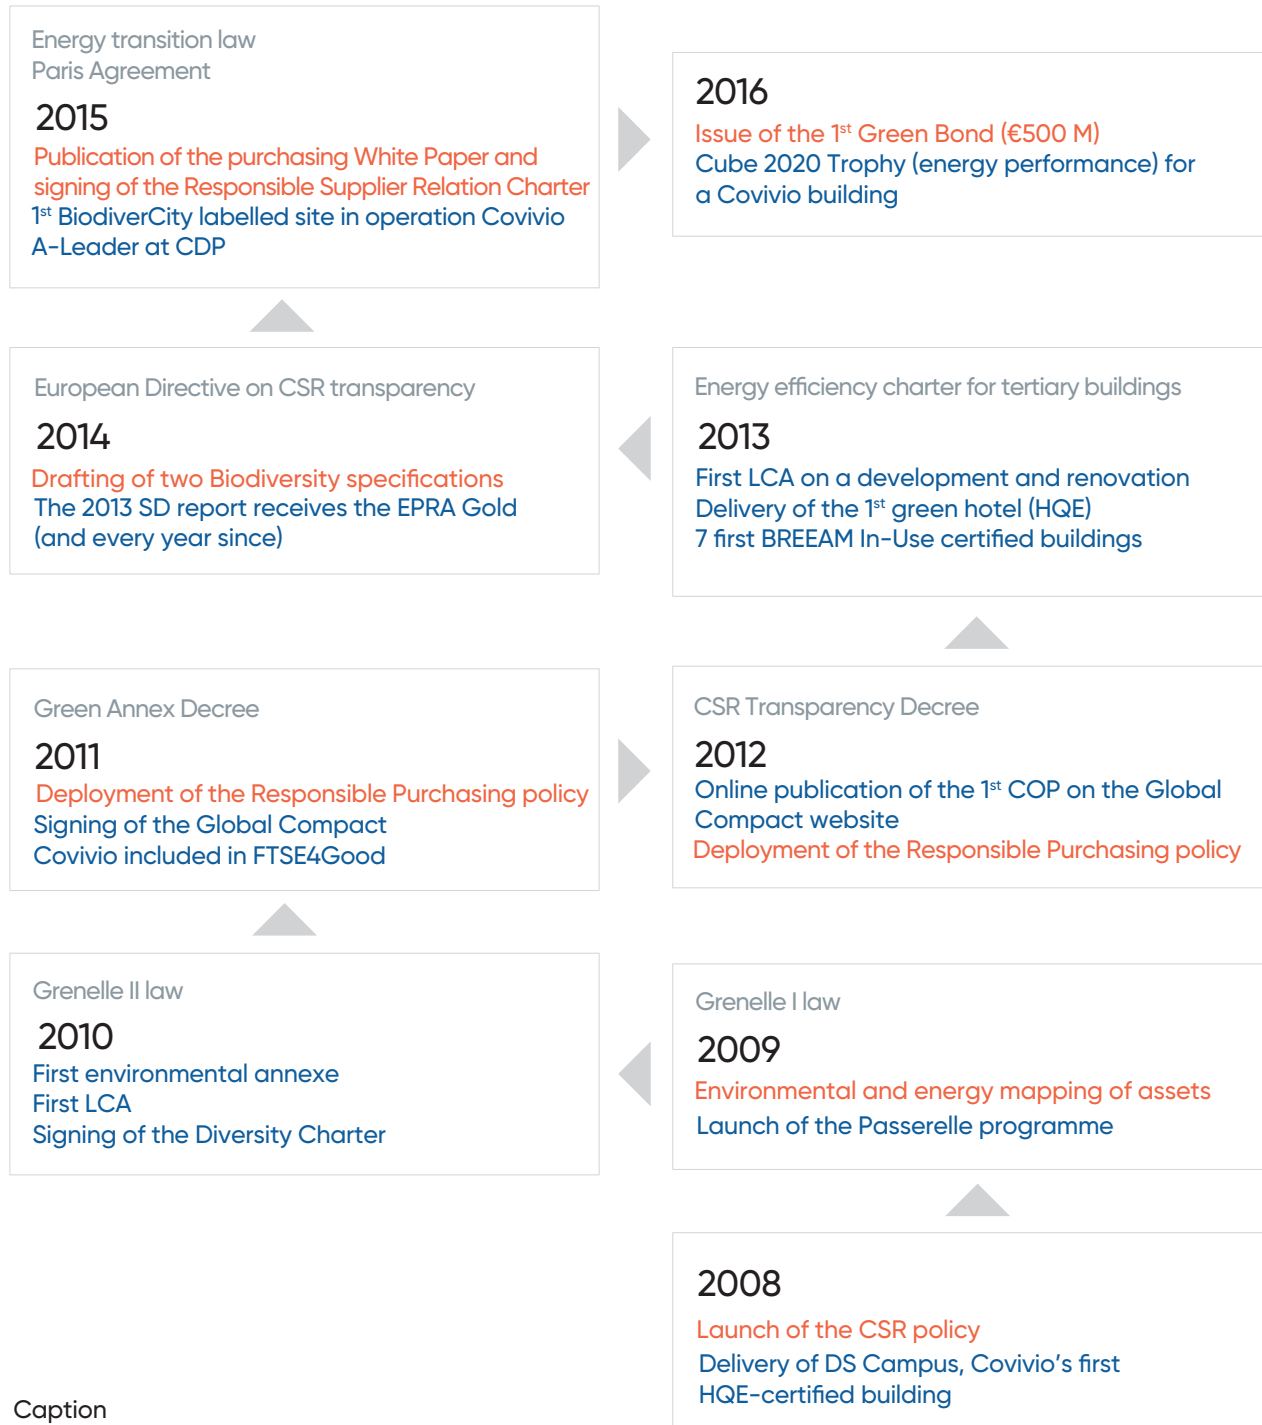 Energy transition law
Paris Agreement
2015
Publication of the purchasing White Paper and
signing of the Responsible Supplier Relation Charter
1st BiodiverCity labelled site in operation Covivio
A-Leader at CDP
2016
Issue of the 1st Green Bond (€500 M)
Cube 2020 Trophy (energy performance) for
a Covivio building
European Directive on CSR transparency
2014
Drafting of two Biodiversity specifications
The 2013 SD report receives the EPRA Gold
(and every year since)
Energy efficiency charter for tertiary buildings
2013
First LCA on a development and renovation
Delivery of the 1st green hotel (HQE)
7 first BREEAM In-Use certified buildings
Green Annex Decree
2011
Deployment of the Responsible Purchasing policy
Signing of the Global Compact
Covivio included in FTSE4Good
CSR Transparency Decree
2012
Online publication of the 1st COP on the Global
Compact website
Deployment of the Responsible Purchasing policy
Grenelle II law
2010
First environmental annexe
First LCA
Signing of the Diversity Charter
Grenelle I law
2009
Environmental and energy mapping of assets
Launch of the Passerelle programme
2008
Launch of the CSR policy
Delivery of DS Campus, Covivio's first
HQE-certified building
Caption